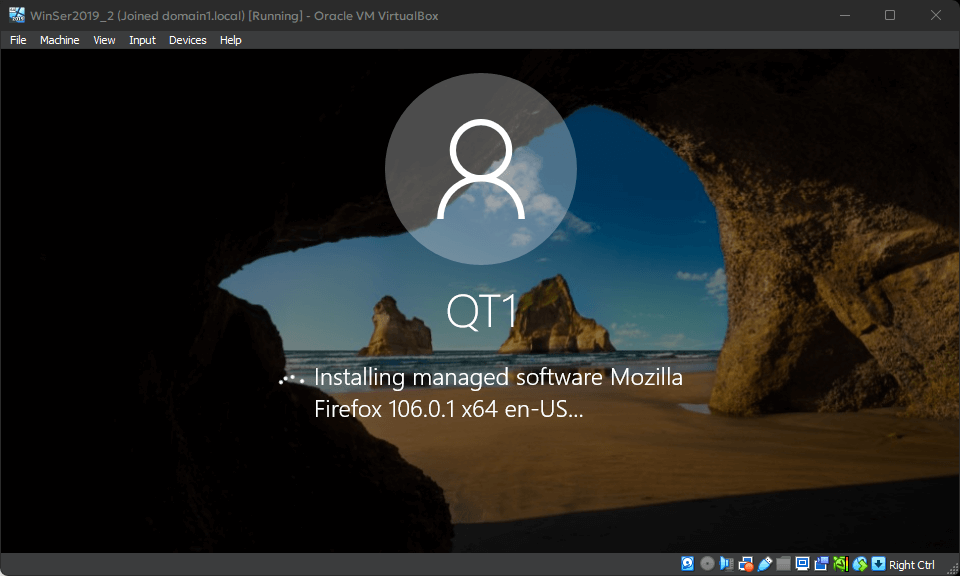 WinSer2019_2 (Joined domain1.local) [Running] - Oracle VM VirtualBox
File Machine View Input Devices Help
QT1
Installing managed software Mozilla
Firefox 106.0.1 x64 en-US...
Right Ctrl